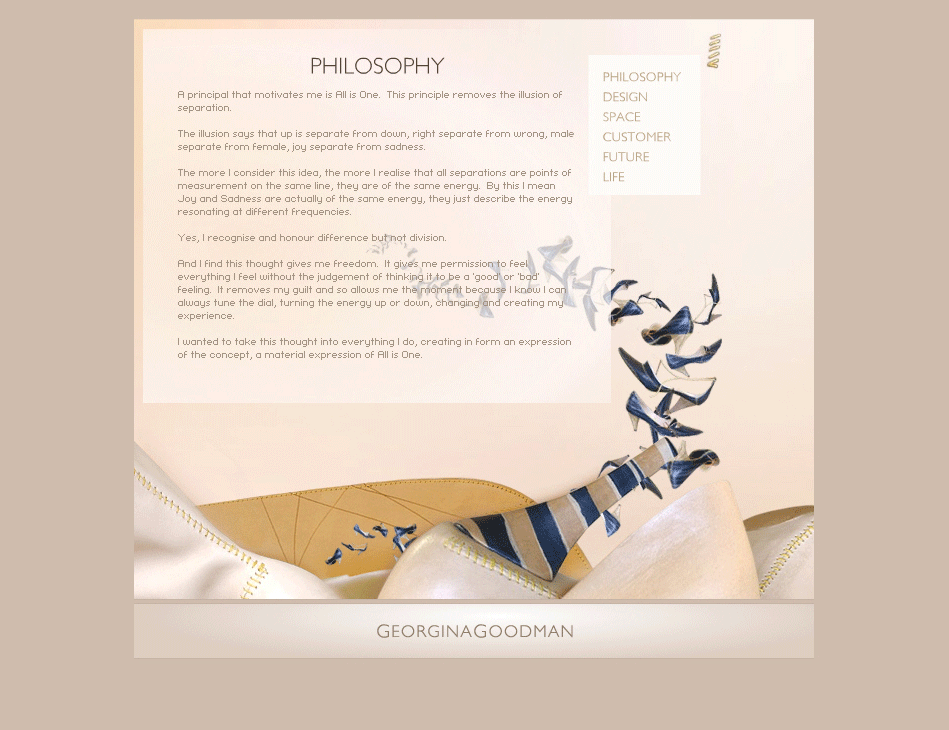 PHILOSOPHY
A principal that motivates me is All is One. This principle removes the illusion of
separation.
The illusion says that up is separate from down, right separate from wrong, male
separate from female, joy separate from sadness.
The more I consider this idea, the more I realise that all separations are points of
measurement on the same line, they are of the same energy. By this I mean
Joy and Sadness are actually of the same energy, they just describe the energy
resonating at different frequencies.
Yes, I recognise and honour difference but not division.
And I find this thought gives me freedom. It gives me permission to feel
everything I feel without the judgement of thinking it to be a 'good' or 'bad'
feeling. It removes my guilt and so allows me the moment because I know I can
always tune the dial, turning the energy up or down, changing and creating my
experience.
I wanted to take this thought into everything I do, creating in form an expression
of the concept, a material expression of All is One.
PHILOSOPHY
DESIGN
SPACE
CUSTOMER
FUTURE
LIFE
GEORGINAGOODMAN